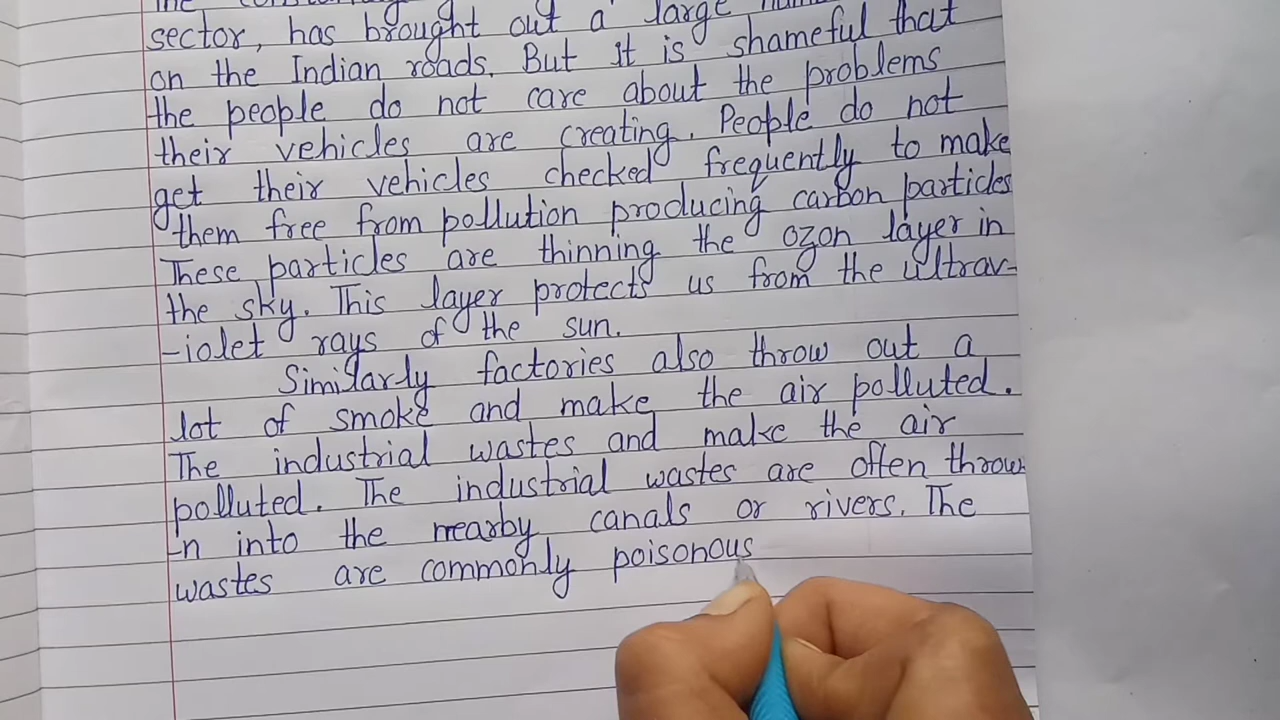 sector, has brought out a large
on the Indian roads. But it is shameful that
the people do not care about the problems
their vehicles are creating. People do not
get their vehicles checked frequently to make
them free from pollution producing carbon particles
These particles are thinning the ozon layer in
the sky. This layer protects us from the ultrav-
-iolet rays of the sun.
Similarly factories also throw out a
lot of smoke and make the air polluted.
The industrial wastes and make the air
polluted. The industrial wastes are often throw
-n into the nearby canals or rivers. The
wastes are commonly poisonous